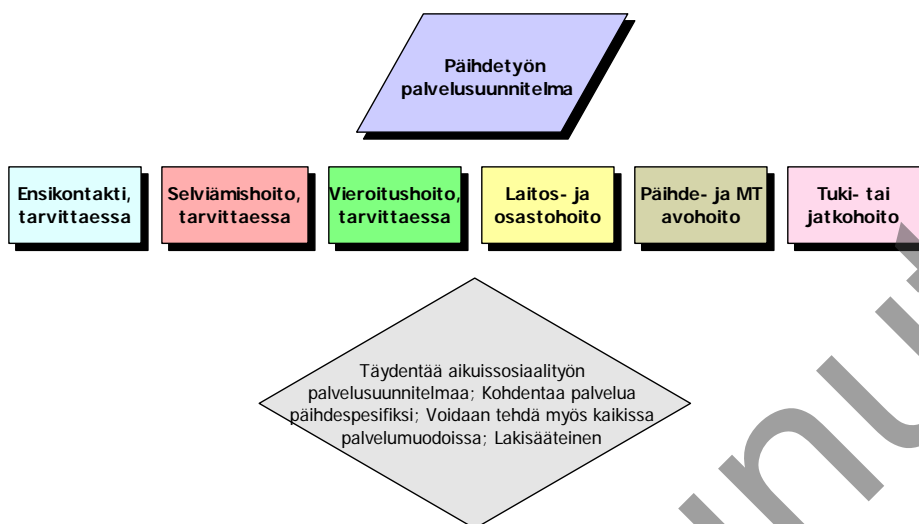 Päihdetyön
palvelusuunnitelma
Ensikontakti,
tarvittaessa
Selviämishoito,
tarvittaessa
Vieroitushoito,
tarvittaessa
Laitos- ja
osastohoito
Päihde- ja MT
avohoito
Tuki- tai
jatkohoito
Täydentää aikuissosiaalityön
palvelusuunnitelmaa; Kohdentaa palvelua
päihdespesifiksi; Voidaan tehdä myös kaikissa
palvelumuodoissa; Lakisääteinen